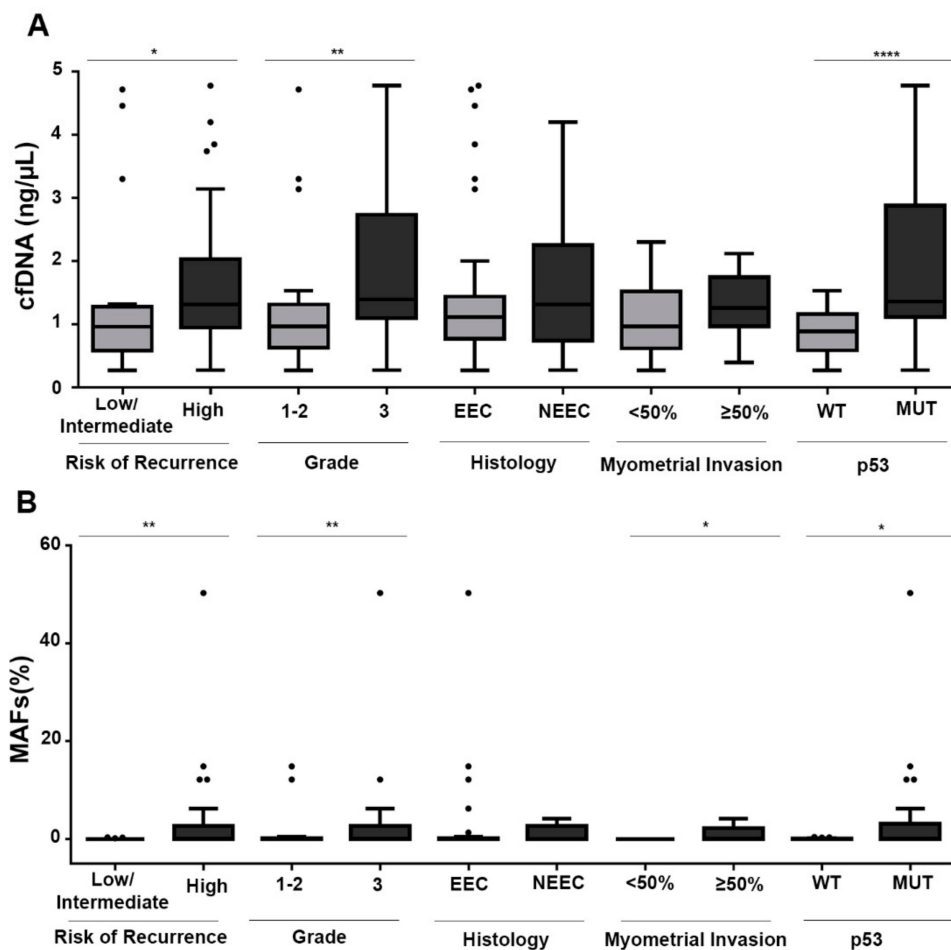 A
* ** ****
cfDNA (ng/µL)
5
4
3
2
1
0
Low/
Intermediate High 1-2 3 EEC NEEC <50% ≥50% WT MUT
Risk of Recurrence Grade Histology Myometrial Invasion p53
B
** ** * *
MAFs(%)
60
40
20
0
Low/
Intermediate High 1-2 3 EEC NEEC <50% ≥50% WT MUT
Risk of Recurrence Grade Histology Myometrial Invasion p53